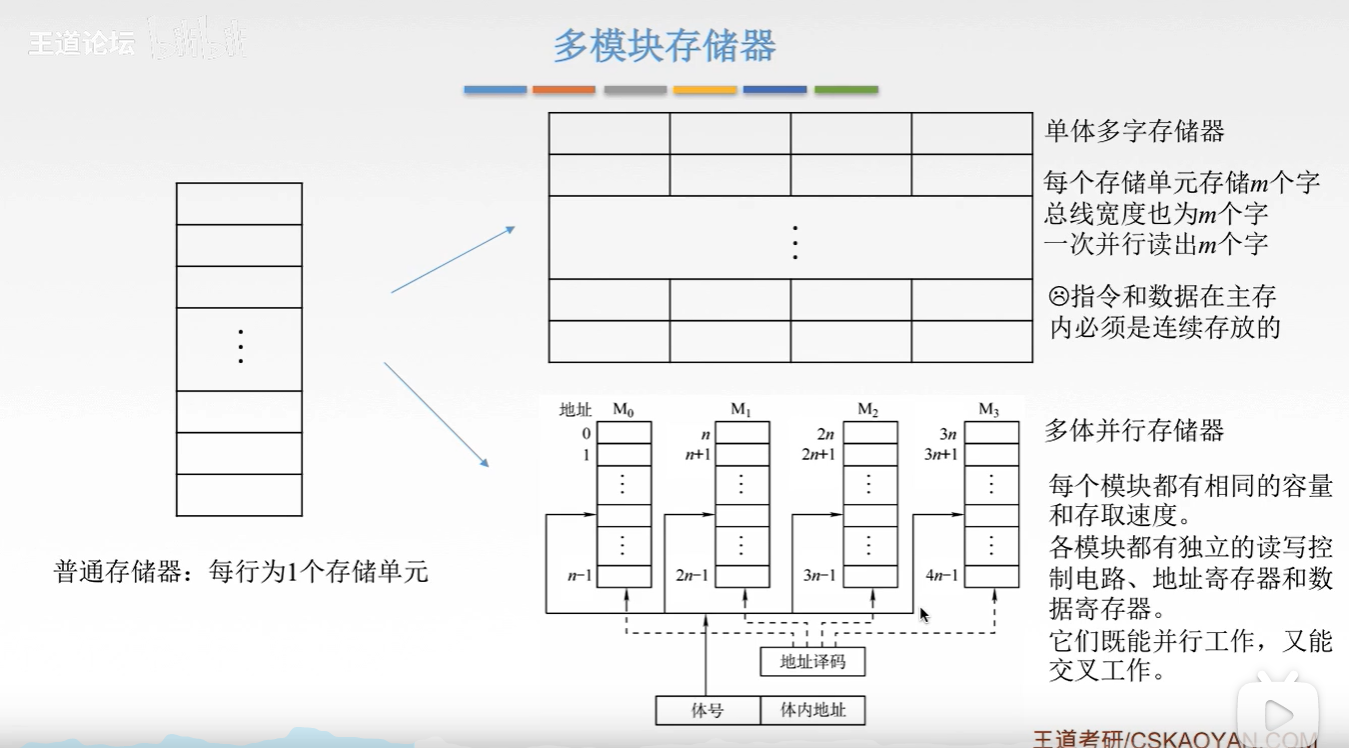 王道论坛 bilibili
多模块存储器
单体多字存储器
每个存储单元存储m个字
总线宽度也为m个字
一次并行读出m个字
☹指令和数据在主存
内必须是连续存放的
普通存储器：每行为1个存储单元
地址 M₀ M₁ M₂ M₃
0 n 2n 3n
1 n+1 2n+1 3n+1
n−1 2n−1 3n−1 4n−1
地址译码
体号 体内地址
多体并行存储器
每个模块都有相同的容量
和存取速度。
各模块都有独立的读写控
制电路、地址寄存器和数
据寄存器。
它们既能并行工作，又能
交叉工作。
王道考研/CSKAOYAN.COM